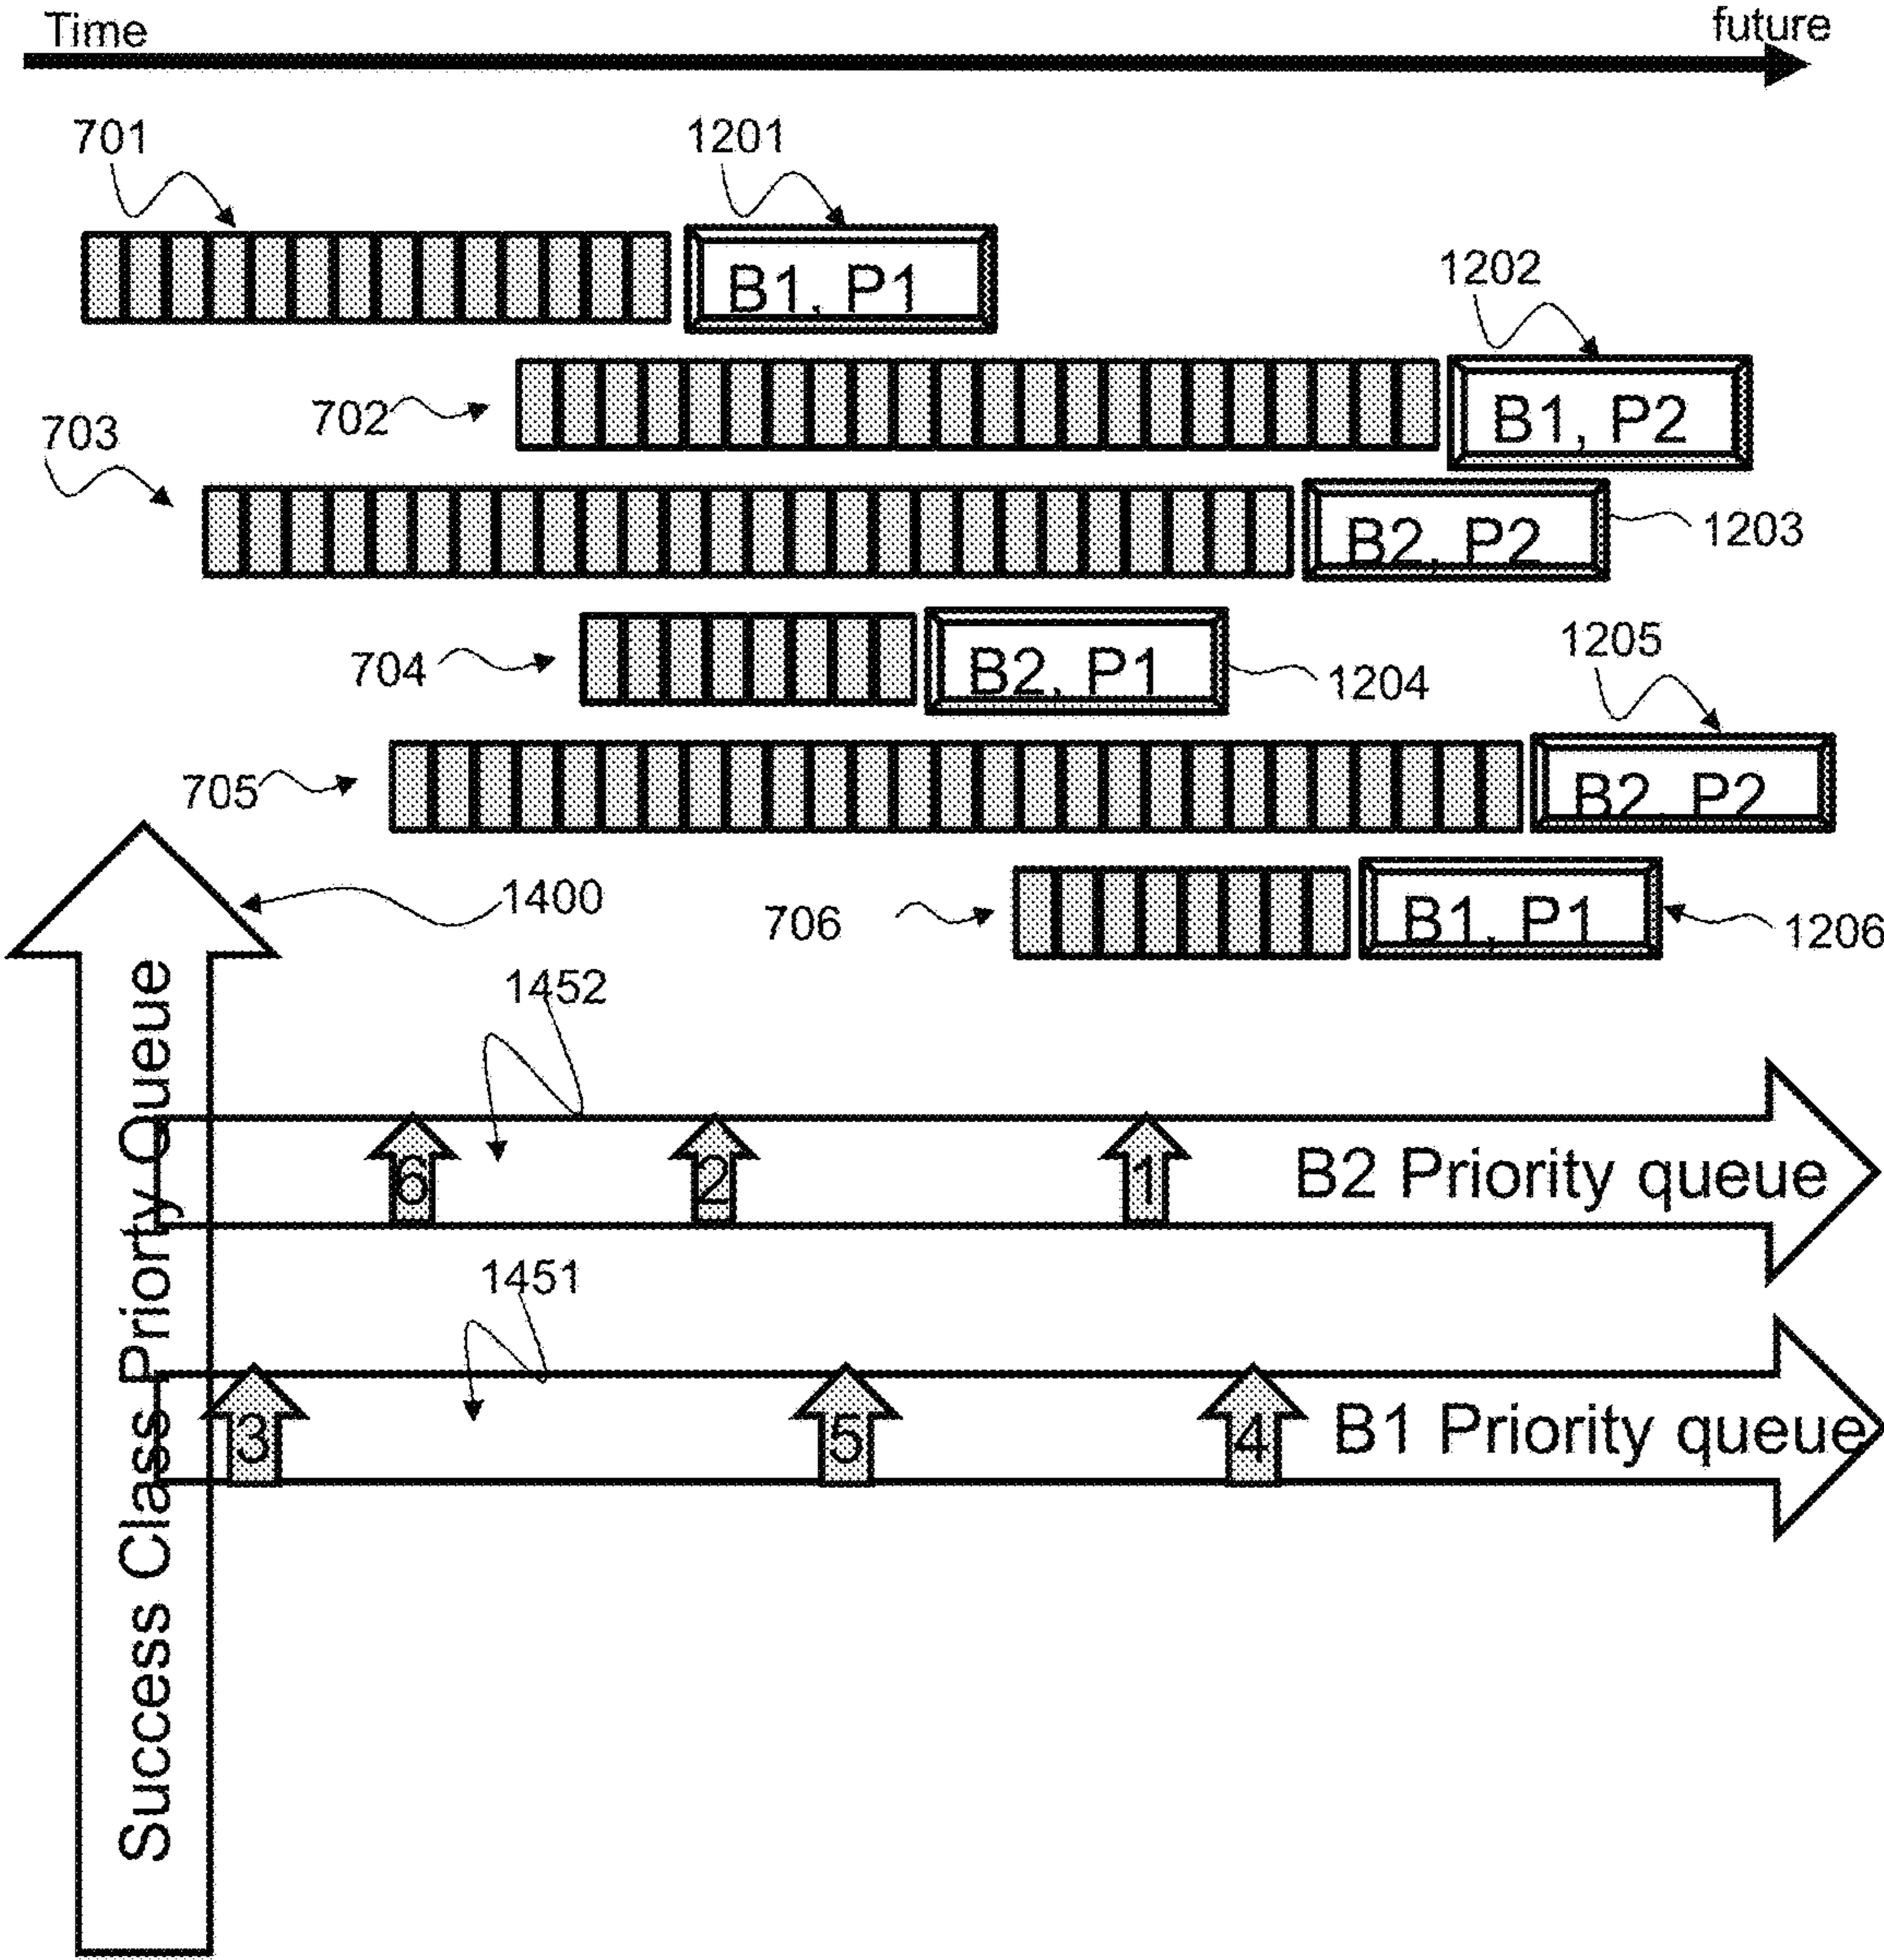 Time
future
701
1201
B1, P1
1202
702
B1, P2
703
B2, P2
1203
704
B2, P1
1204
1205
705
B2, P2
1400
706
B1, P1
1206
Success Class Priorty Queue
1452
6
2
1
B2 Priority queue
1451
3
5
4
B1 Priority queue